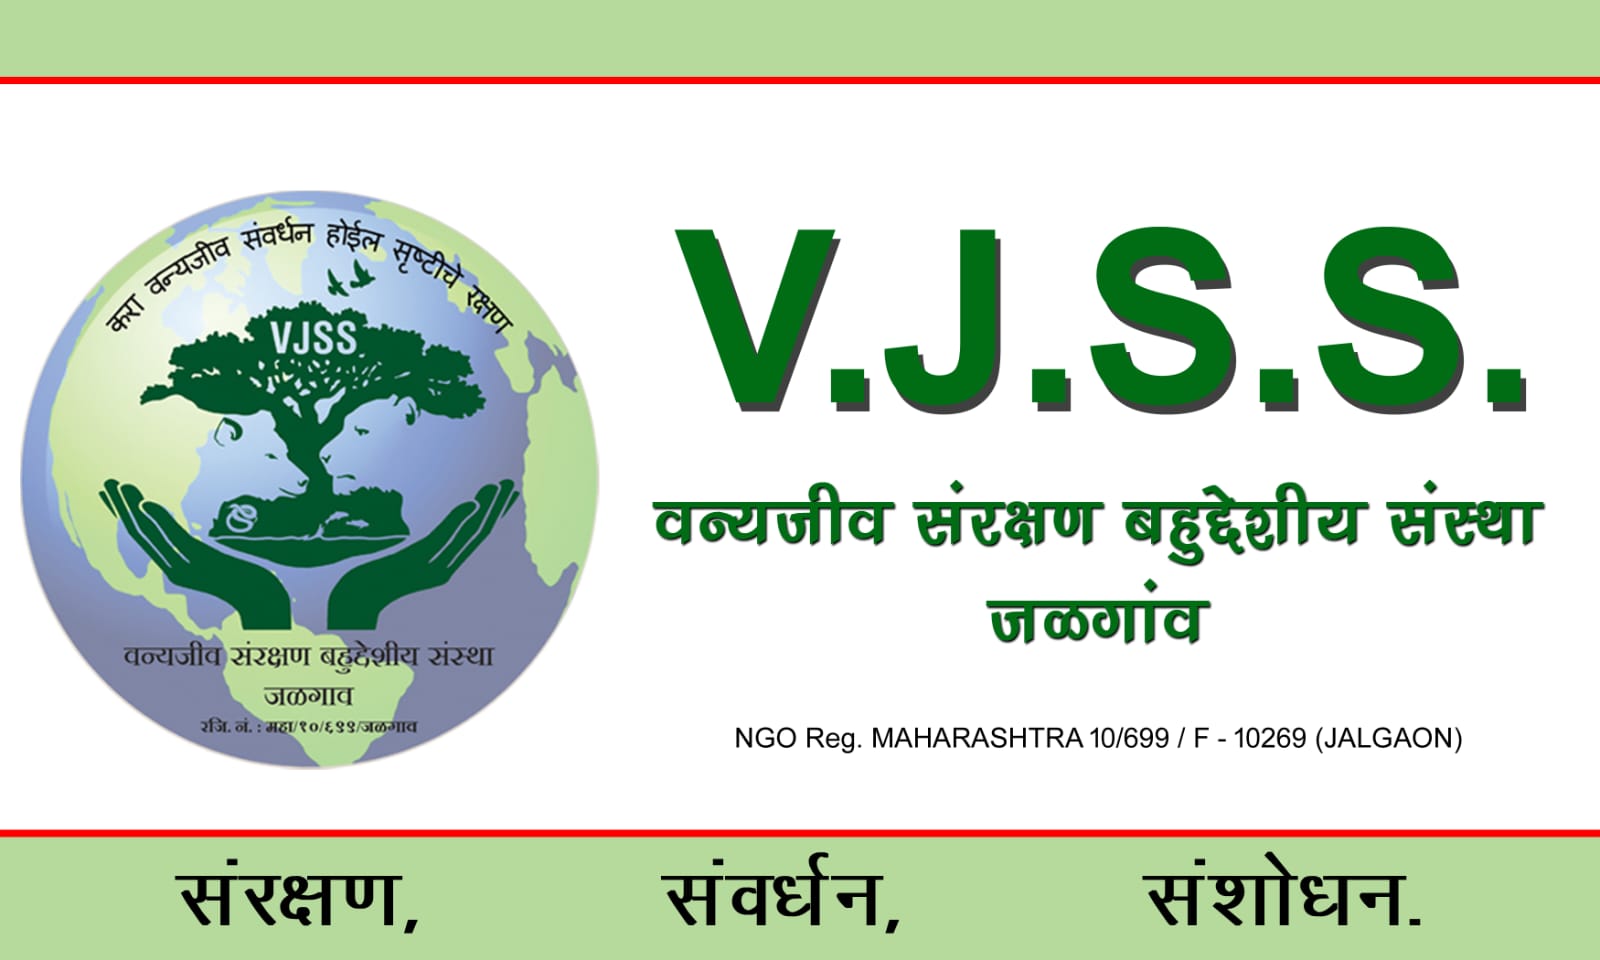 करा वन्यजीव संवर्धन होईल सृष्टीचे रक्षण
VJSS
वन्यजीव संरक्षण बहुद्देशीय संस्था
जळगाव
रजि. नं. : महा/१०/६९९/जळगाव
V.J.S.S.
वन्यजीव संरक्षण बहुद्देशीय संस्था
जळगांव
NGO Reg. MAHARASHTRA 10/699 / F - 10269 (JALGAON)
संरक्षण, संवर्धन, संशोधन.